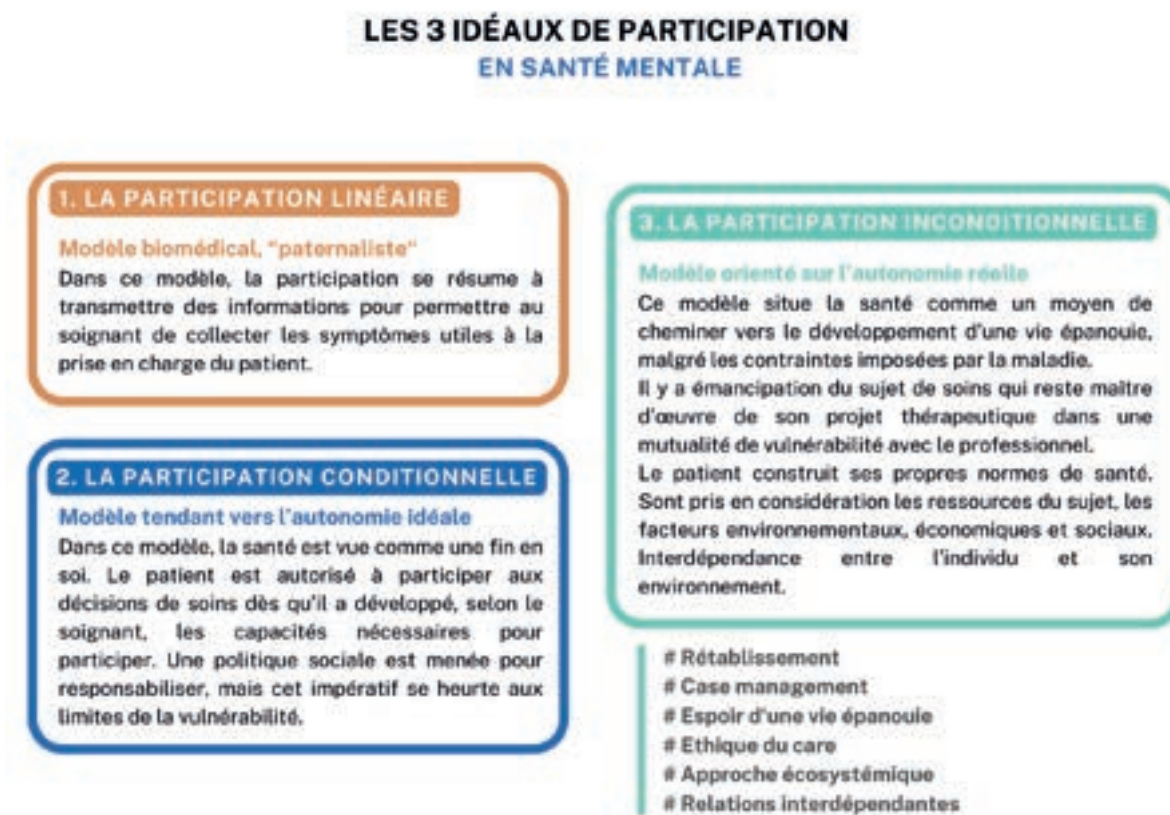 LES 3 IDÉAUX DE PARTICIPATION
EN SANTÉ MENTALE
1. LA PARTICIPATION LINÉAIRE
Modèle biomédical, "paternaliste"
Dans ce modèle, la participation se résume à
transmettre des informations pour permettre au
soignant de collecter les symptômes utiles à la
prise en charge du patient.
2. LA PARTICIPATION CONDITIONNELLE
Modèle tendant vers l'autonomie idéale
Dans ce modèle, la santé est vue comme une fin en
soi. Le patient est autorisé à participer aux
décisions de soins dès qu'il a développé, selon le
soignant, les capacités nécessaires pour
participer. Une politique sociale est menée pour
responsabiliser, mais cet impératif se heurte aux
limites de la vulnérabilité.
3. LA PARTICIPATION INCONDITIONNELLE
Modèle orienté sur l'autonomie réelle
Ce modèle situe la santé comme un moyen de
cheminer vers le développement d'une vie épanouie,
malgré les contraintes imposées par la maladie.
Il y a émancipation du sujet de soins qui reste maître
d'œuvre de son projet thérapeutique dans une
mutualité de vulnérabilité avec le professionnel.
Le patient construit ses propres normes de santé.
Sont pris en considération les ressources du sujet, les
facteurs environnementaux, économiques et sociaux.
Interdépendance entre l'individu et son
environnement.
# Rétablissement
# Case management
# Espoir d'une vie épanouie
# Ethique du care
# Approche écosystémique
# Relations interdépendantes